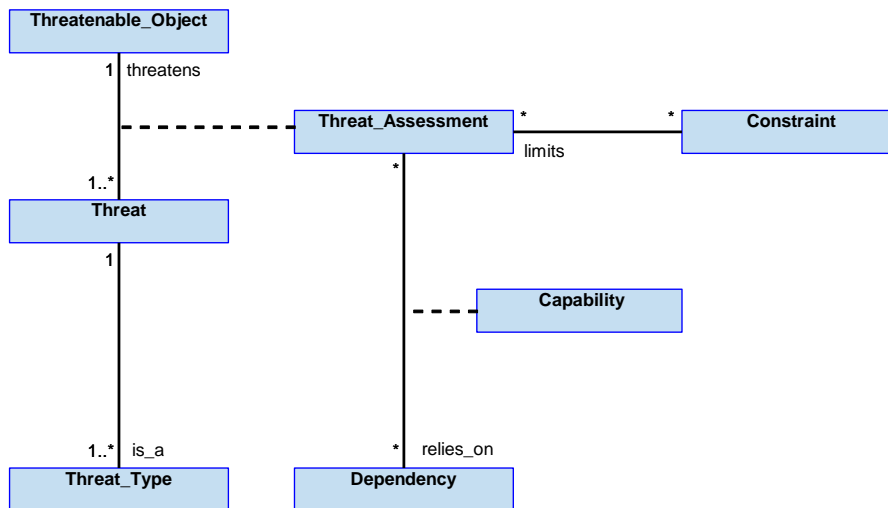 Threatenable_Object
1 threatens
Threat_Assessment
* *
Constraint
limits
*
1..*
Threat
1
Capability
1..* is_a
* relies_on
Threat_Type
Dependency